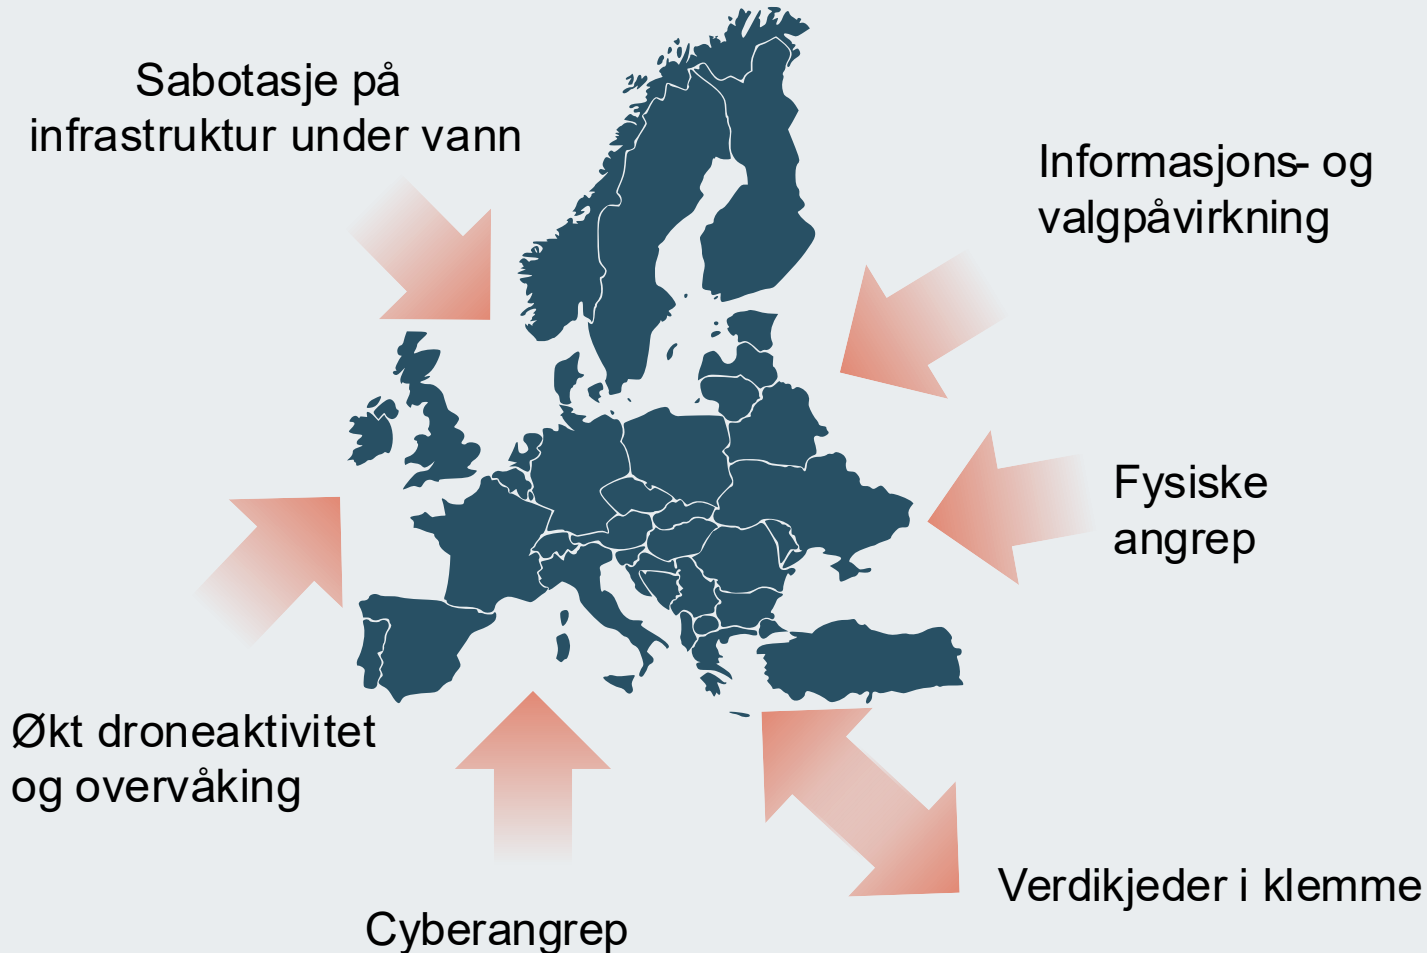 Sabotasje på
infrastruktur under vann
Informasjons- og
valgpåvirkning
Fysiske
angrep
Økt droneaktivitet
og overvåking
Verdikjeder i klemme
Cyberangrep